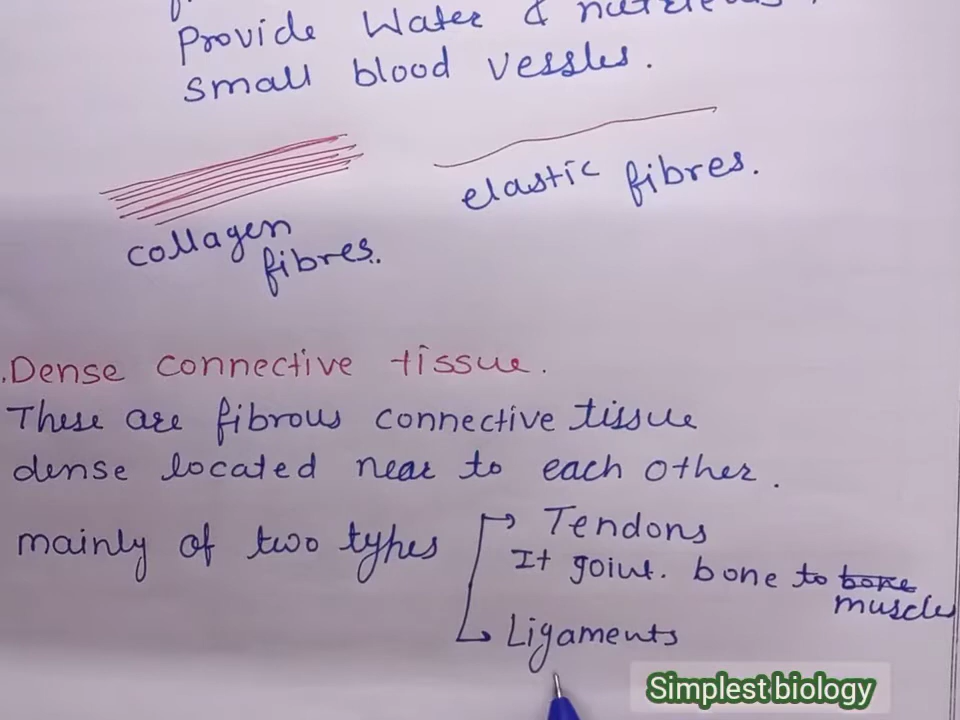 Provide Water &
small blood vessles.
elastic fibres.
collagen
fibres.
Dense connective tissue.
These are fibrous connective tissue
dense located near to each other.
mainly of two types
Tendons
It goint. bone to bone
muscle
Ligaments
Simplest biology